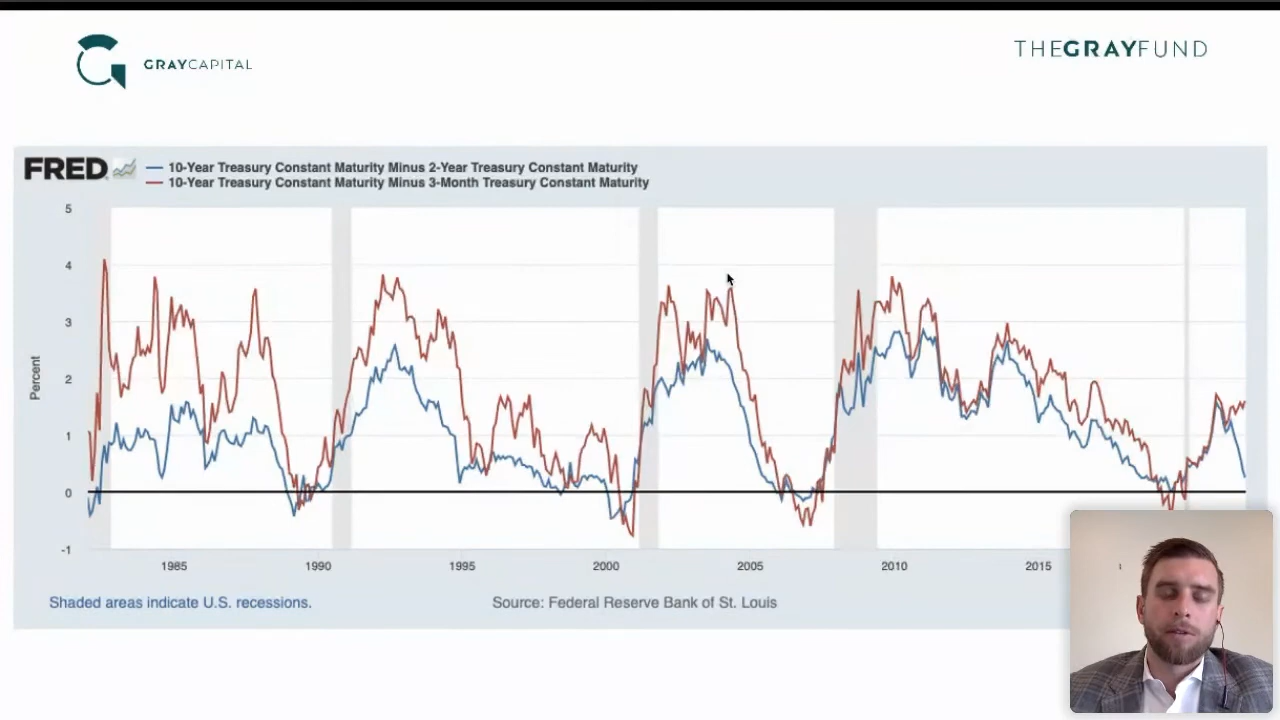 GRAYCAPITAL
THEGRAYFUND
FRED
10-Year Treasury Constant Maturity Minus 2-Year Treasury Constant Maturity
10-Year Treasury Constant Maturity Minus 3-Month Treasury Constant Maturity
5
4
3
2
1
0
-1
Percent
1985
1990
1995
2000
2005
2010
2015
Shaded areas indicate U.S. recessions.
Source: Federal Reserve Bank of St. Louis